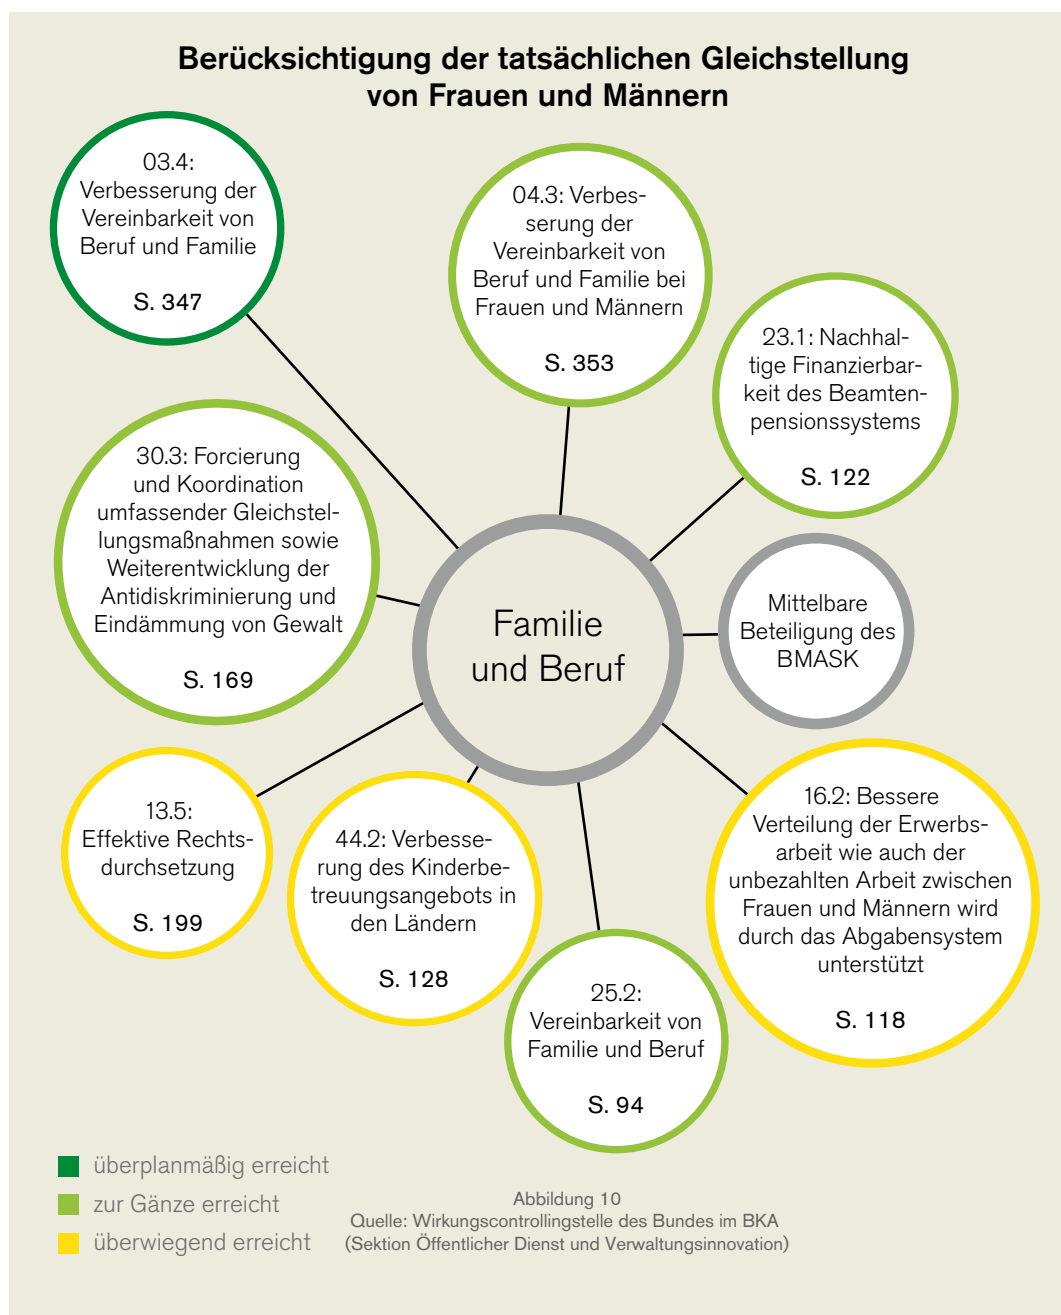 Berücksichtigung der tatsächlichen Gleichstellung
von Frauen und Männern
03.4:
Verbesserung der
Vereinbarkeit von
Beruf und Familie
S. 347
04.3: Verbes-
serung der
Vereinbarkeit von
Beruf und Familie bei
Frauen und Männern
S. 353
23.1: Nachhal-
tige Finanzierbar-
keit des Beamten-
pensionssystems
S. 122
30.3: Forcierung
und Koordination
umfassender Gleichstel-
lungsmaßnahmen sowie
Weiterentwicklung der
Antidiskriminierung und
Eindämmung von Gewalt
S. 169
Familie
und Beruf
Mittelbare
Beteiligung des
BMASK
13.5:
Effektive Rechts-
durchsetzung
S. 199
44.2: Verbesse-
rung des Kinderbe-
treuungsangebots in
den Ländern
S. 128
25.2:
Vereinbarkeit von
Familie und Beruf
S. 94
16.2: Bessere
Verteilung der Erwerbs-
arbeit wie auch der
unbezahlten Arbeit zwischen
Frauen und Männern wird
durch das Abgabensystem
unterstützt
S. 118
überplanmäßig erreicht
zur Gänze erreicht
überwiegend erreicht
Abbildung 10
Quelle: Wirkungscontrollingstelle des Bundes im BKA
(Sektion Öffentlicher Dienst und Verwaltungsinnovation)